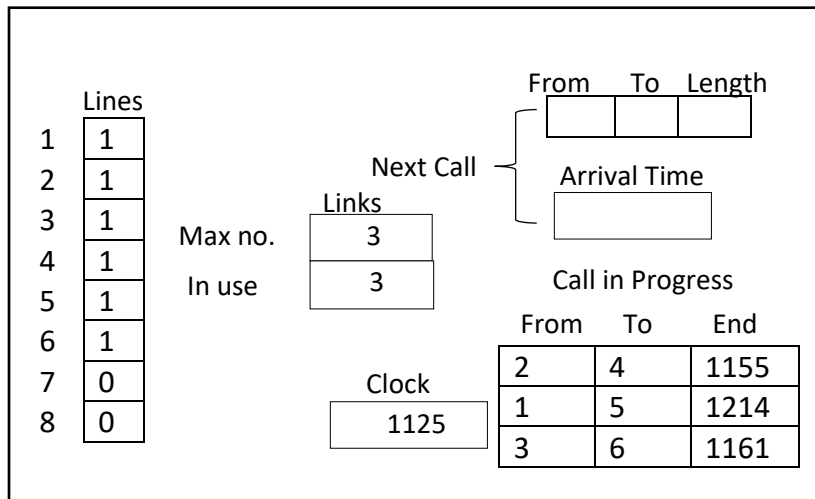 From To Length
Lines
1 1
2 1
Next Call
Arrival Time
3 1
Links
Max no. 3
4 1
In use 3
Call in Progress
5 1
From To End
6 1
2 4 1155
7 0
Clock
1 5 1214
8 0
1125
3 6 1161